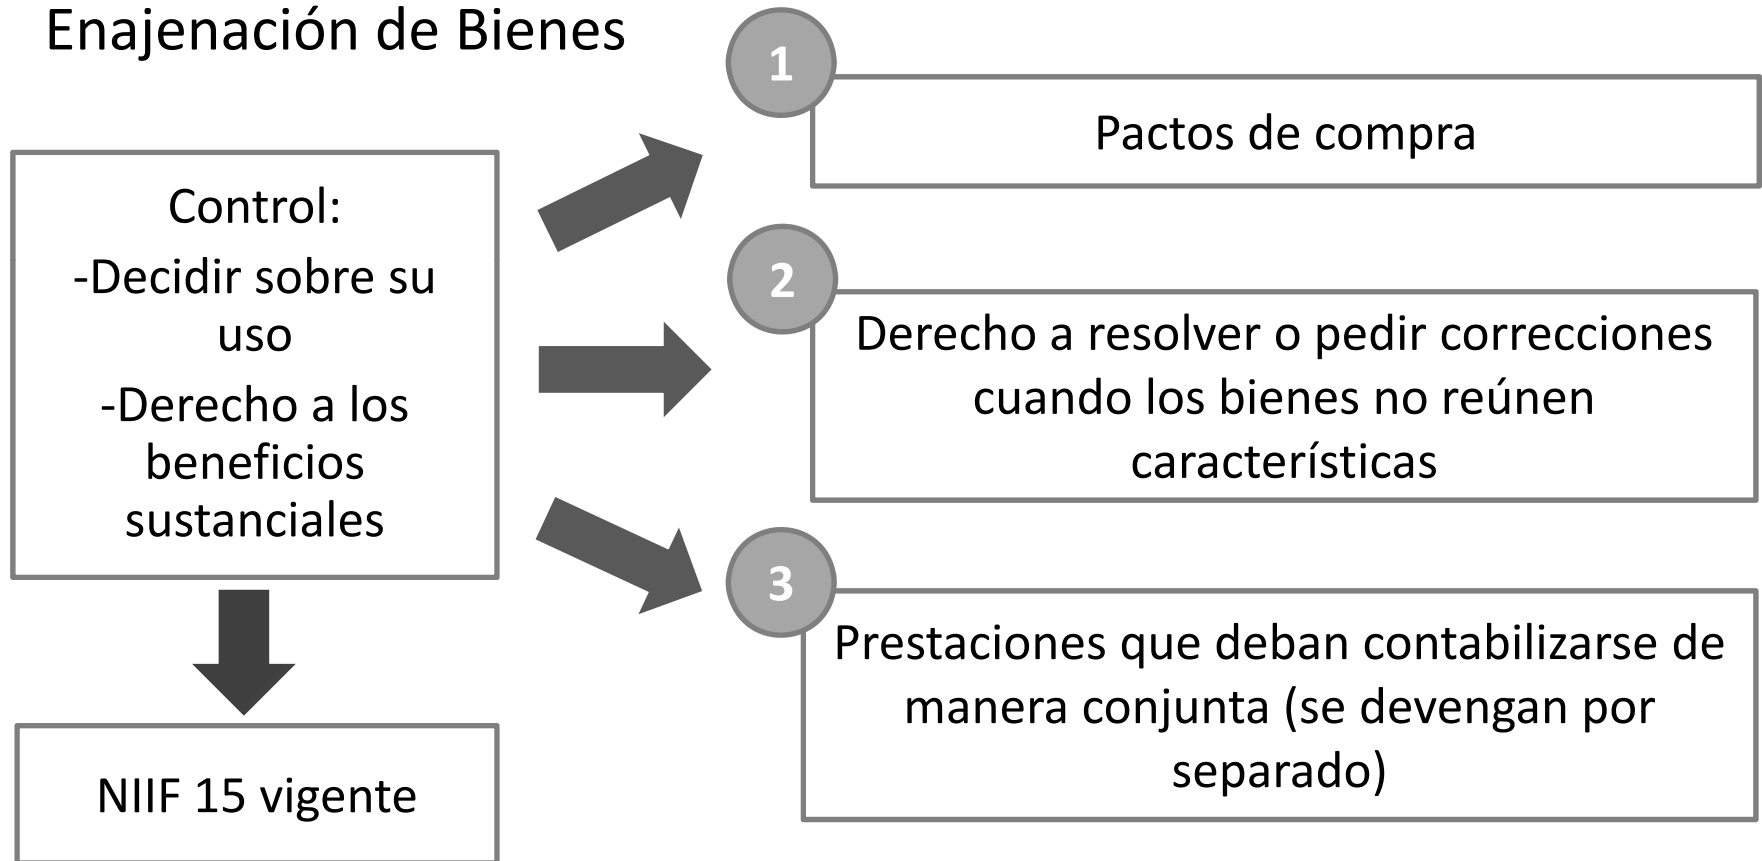 Enajenación de Bienes
Control:
-Decidir sobre su
uso
-Derecho a los
beneficios
sustanciales
NIIF 15 vigente
1
Pactos de compra
2
Derecho a resolver o pedir correcciones
cuando los bienes no reúnen
características
3
Prestaciones que deban contabilizarse de
manera conjunta (se devengan por
separado)